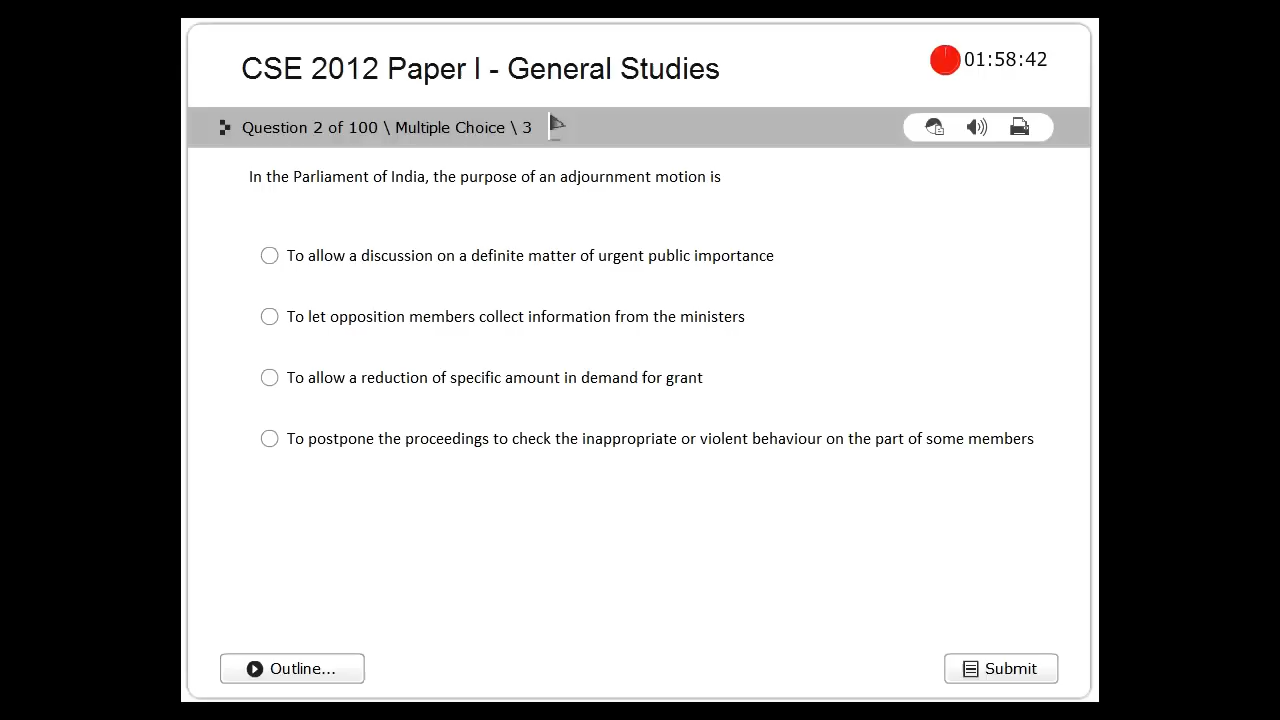 CSE 2012 Paper I - General Studies
01:58:42
Question 2 of 100 \ Multiple Choice \ 3
In the Parliament of India, the purpose of an adjournment motion is
To allow a discussion on a definite matter of urgent public importance
To let opposition members collect information from the ministers
To allow a reduction of specific amount in demand for grant
To postpone the proceedings to check the inappropriate or violent behaviour on the part of some members
Outline...
Submit